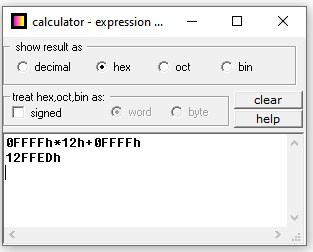 calculator - expression ...
show result as
decimal hex oct bin
treat hex,oct,bin as:
signed word byte
clear
help
0FFFFh*12h+0FFFFh
12FFEDh